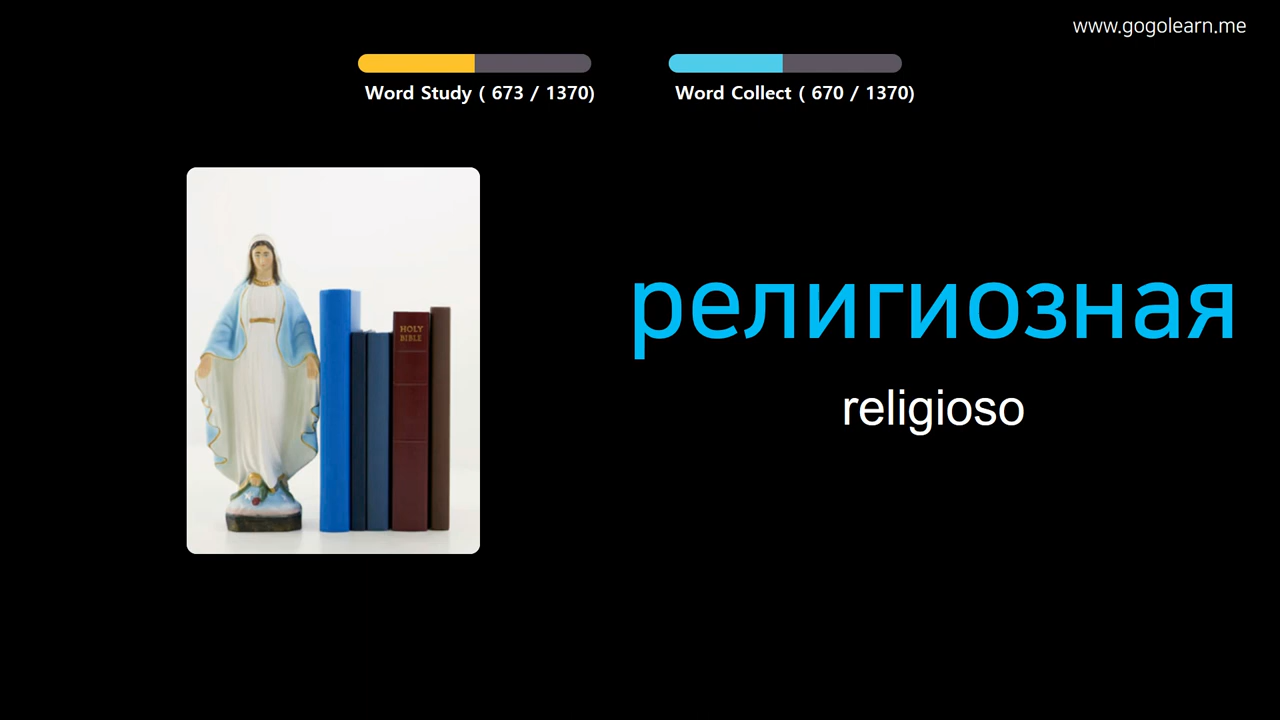 www.gogolearn.me
Word Study ( 673 / 1370)
Word Collect ( 670 / 1370)
HOLY
BIBLE
религиозная
religioso